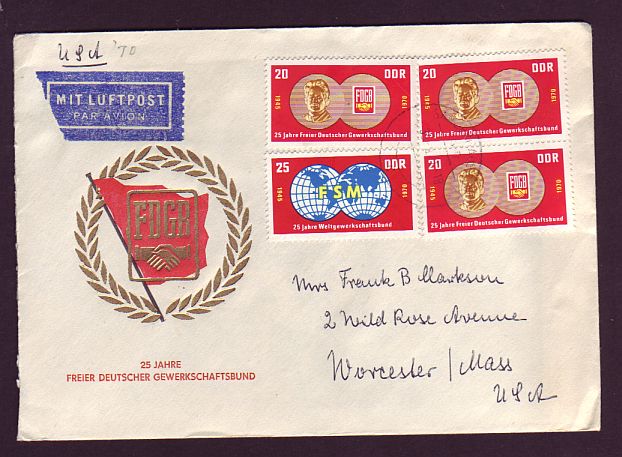 USA '70
MIT LUFTPOST
PAR AVION
20 DDR
1945 FDGB 1970
25 Jahre Freier Deutscher Gewerkschaftsbund
20 DDR
1945 FDGB 1970
25 Jahre Freier Deutscher Gewerkschaftsbund
25 DDR
1945 FSM 1970
25 Jahre Weltgewerkschaftsbund
20 DDR
1945 FDGB 1970
25 Jahre Freier Deutscher Gewerkschaftsbund
FDGB
25 JAHRE
FREIER DEUTSCHER GEWERKSCHAFTSBUND
Mrs Frank B Markson
2 Wild Rose Avenue
Worcester / Mass
USA